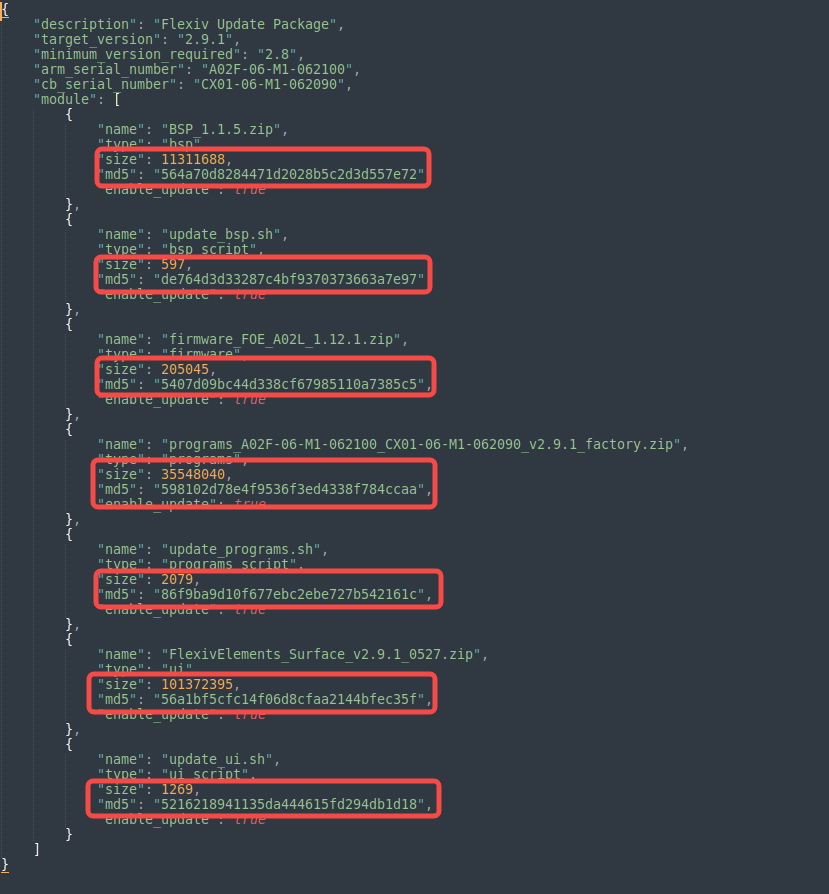 {
"description": "Flexiv Update Package",
"target_version": "2.9.1",
"minimum_version_required": "2.8",
"arm_serial_number": "A02F-06-M1-062100",
"cb_serial_number": "CX01-06-M1-062090",
"module": [
{
"name": "BSP_1.1.5.zip",
"type": "bsp"
"size": 11311688,
"md5": "564a70d8284471d2028b5c2d3d557e72"
"enable_update": true
},
{
"name": "update_bsp.sh",
"type": "bsp_script",
"size": 597,
"md5": "de764d3d33287c4bf9370373663a7e97"
"enable_update": true
},
{
"name": "firmware_FOE_A02L_1.12.1.zip",
"type": "firmware",
"size": 205045,
"md5": "5407d09bc44d338cf67985110a7385c5",
"enable_update": true
},
{
"name": "programs_A02F-06-M1-062100_CX01-06-M1-062090_v2.9.1_factory.zip",
"type": "programs",
"size": 35548040,
"md5": "598102d78e4f9536f3ed4338f784ccaa",
"enable_update": true
},
{
"name": "update_programs.sh",
"type": "programs_script",
"size": 2079,
"md5": "86f9ba9d10f677ebc2ebe727b542161c",
"enable_update": true
},
{
"name": "FlexivElements_Surface_v2.9.1_0527.zip",
"type": "ui"
"size": 101372395,
"md5": "56a1bf5cfc14f06d8cfaa2144bfec35f",
"enable_update": true
},
{
"name": "update_ui.sh",
"type": "ui_script",
"size": 1269,
"md5": "5216218941135da444615fd294db1d18",
"enable_update": true
}
]
}